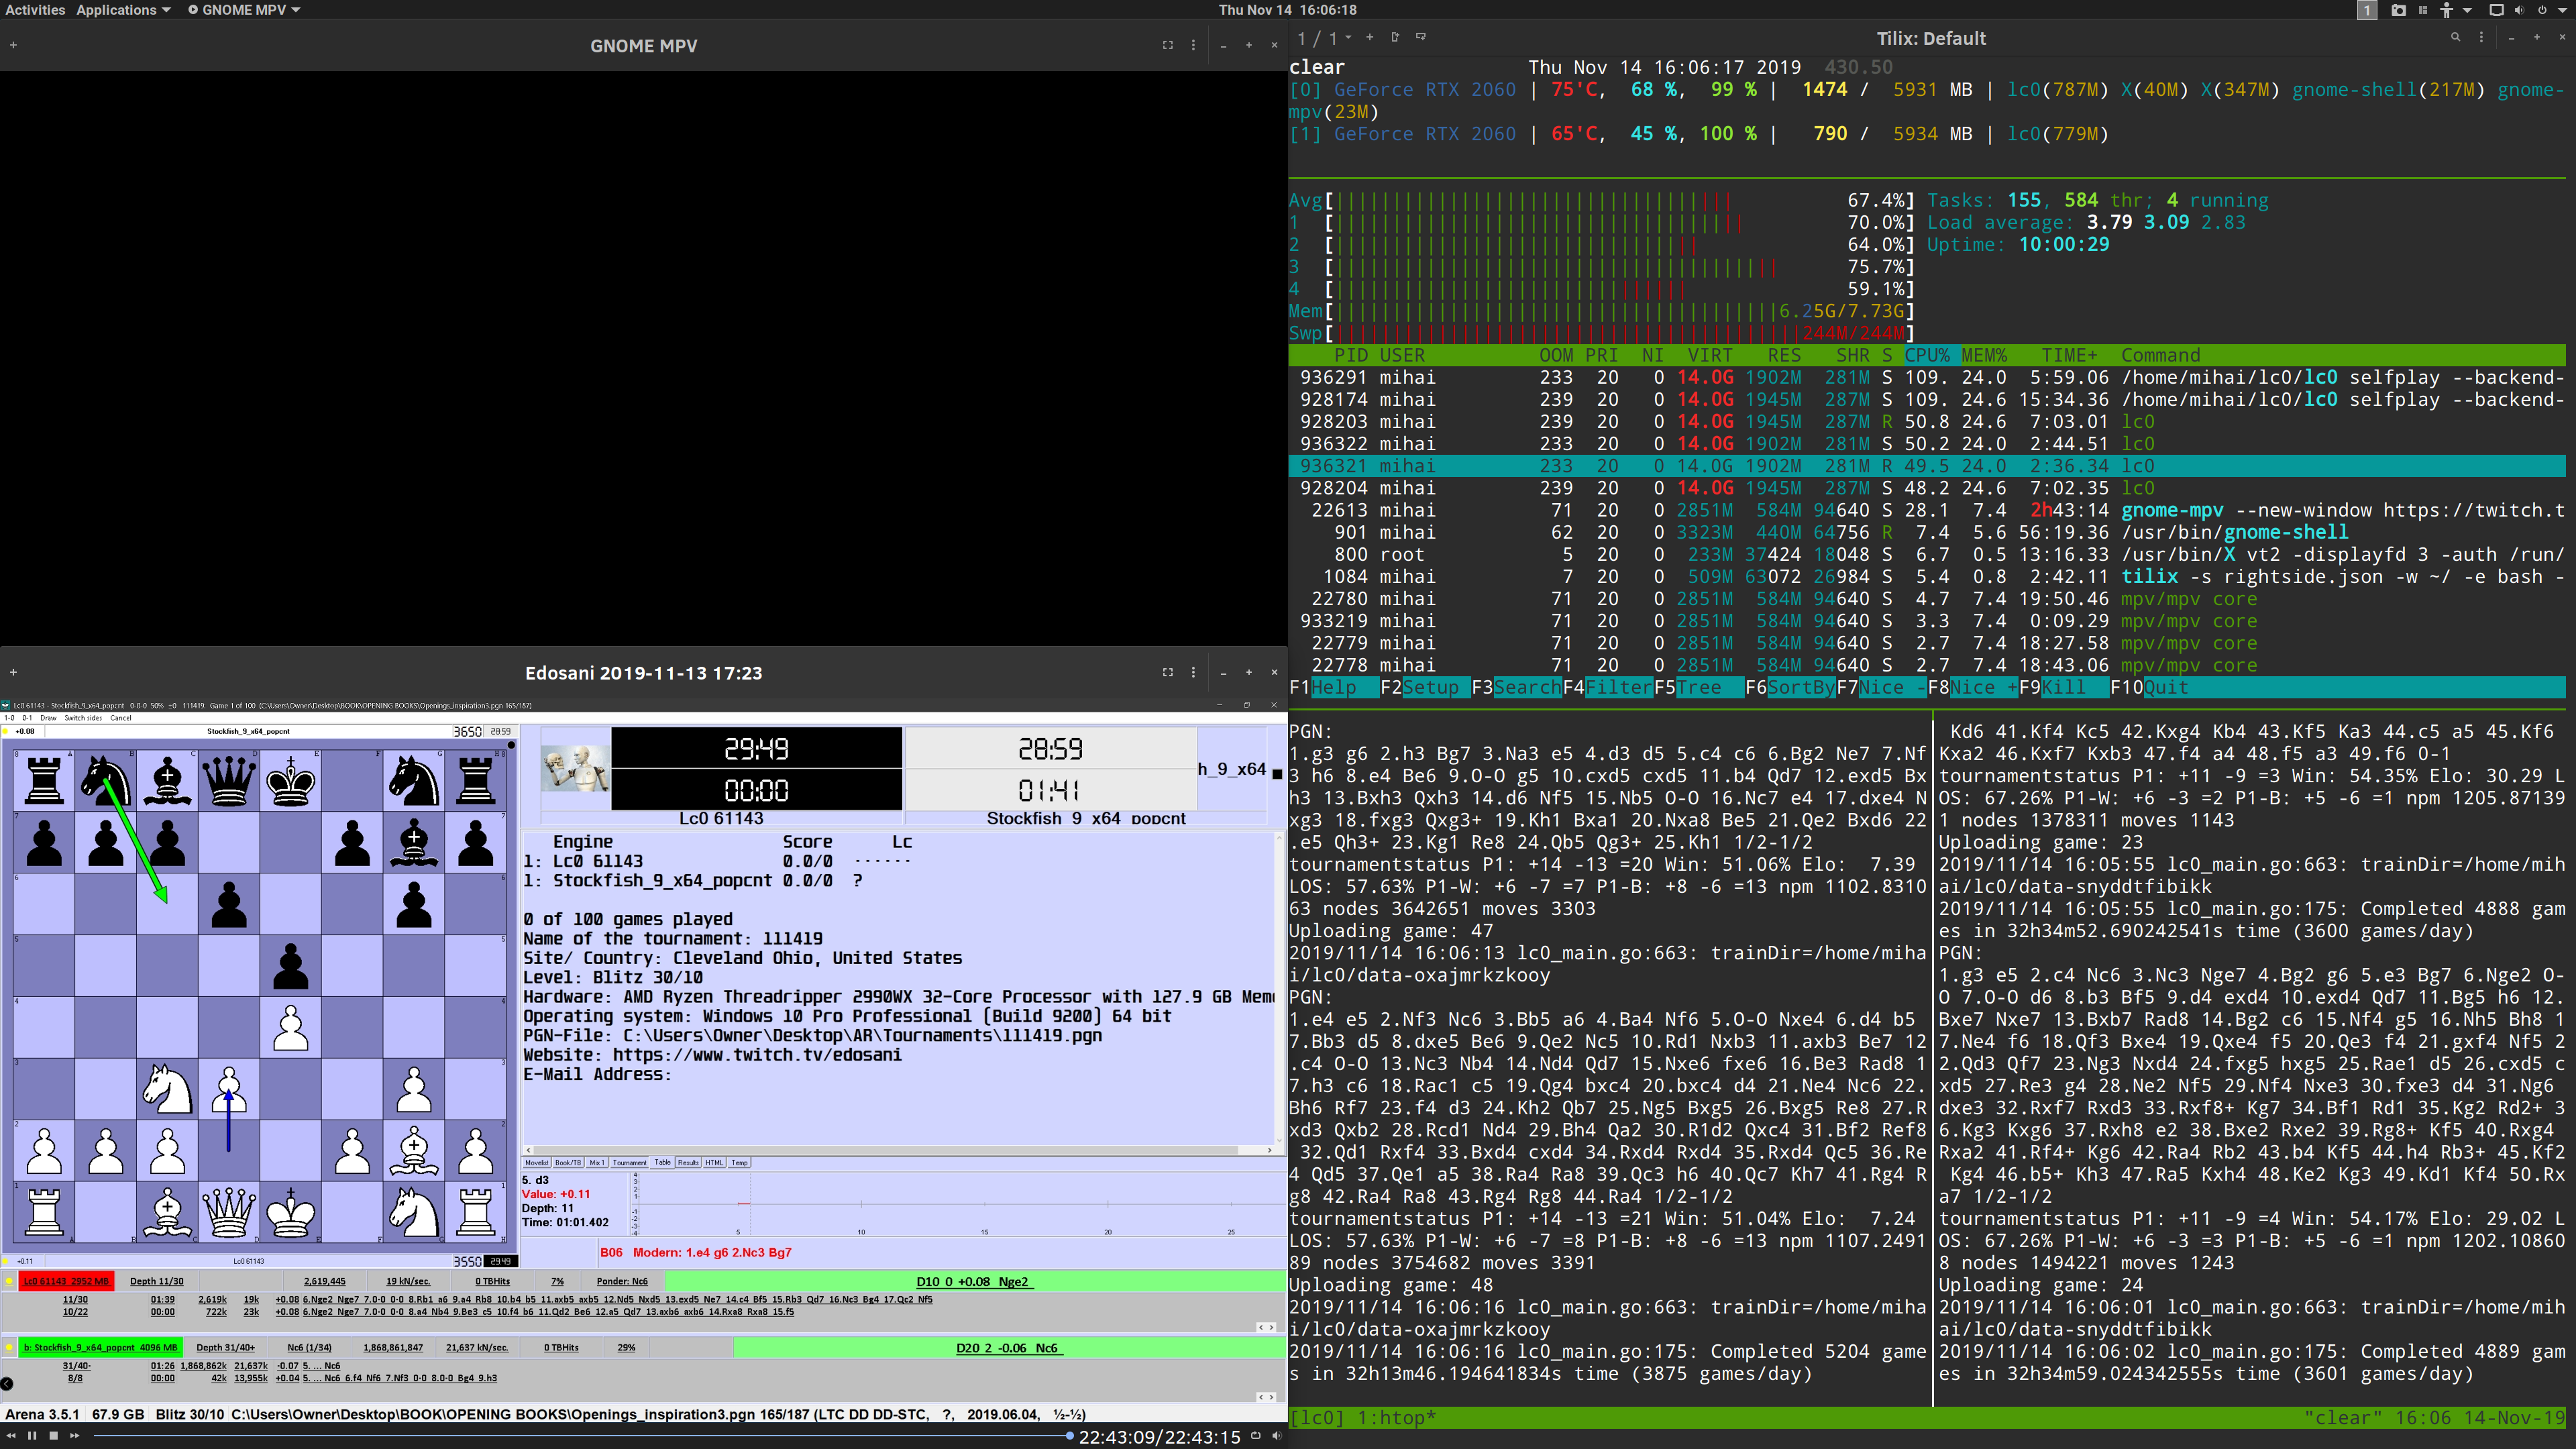 Activities Applications GNOME MPV Thu Nov 14 16:06:18 1
GNOME MPV
1 / 1 Tilix: Default
clear Thu Nov 14 16:06:17 2019 430.50
[0] GeForce RTX 2060 | 75'C, 68 %, 99 % | 1474 / 5931 MB | lc0(787M) X(40M) X(347M) gnome-shell(217M) gnome-
mpv(23M)
[1] GeForce RTX 2060 | 65'C, 45 %, 100 % | 790 / 5934 MB | lc0(779M)
Avg[ 67.4%] Tasks: 155, 584 thr; 4 running
1 [ 70.0%] Load average: 3.79 3.09 2.83
2 [ 64.0%] Uptime: 10:00:29
3 [ 75.7%]
4 [ 59.1%]
Mem[ 6.25G/7.73G]
Swp[ 244M/244M]
PID USER OOM PRI NI VIRT RES SHR S CPU% MEM% TIME+ Command
936291 mihai 233 20 0 14.0G 1902M 281M S 109. 24.0 5:59.06 /home/mihai/lc0/lc0 selfplay --backend-
928174 mihai 239 20 0 14.0G 1945M 287M S 109. 24.6 15:34.36 /home/mihai/lc0/lc0 selfplay --backend-
928203 mihai 239 20 0 14.0G 1945M 287M R 50.8 24.6 7:03.01 lc0
936322 mihai 233 20 0 14.0G 1902M 281M S 50.2 24.0 2:44.51 lc0
936321 mihai 233 20 0 14.0G 1902M 281M R 49.5 24.0 2:36.34 lc0
928204 mihai 239 20 0 14.0G 1945M 287M S 48.2 24.6 7:02.35 lc0
22613 mihai 71 20 0 2851M 584M 94640 S 28.1 7.4 2h43:14 gnome-mpv --new-window https://twitch.t
901 mihai 62 20 0 3323M 440M 64756 R 7.4 5.6 56:19.36 /usr/bin/gnome-shell
800 root 5 20 0 233M 37424 18048 S 6.7 0.5 13:16.33 /usr/bin/X vt2 -displayfd 3 -auth /run/
1084 mihai 7 20 0 509M 63072 26984 S 5.4 0.8 2:42.11 tilix -s rightside.json -w ~/ -e bash -
22780 mihai 71 20 0 2851M 584M 94640 S 4.7 7.4 19:50.46 mpv/mpv core
933219 mihai 71 20 0 2851M 584M 94640 S 3.3 7.4 0:09.29 mpv/mpv core
22779 mihai 71 20 0 2851M 584M 94640 S 2.7 7.4 18:27.58 mpv/mpv core
22778 mihai 71 20 0 2851M 584M 94640 S 2.7 7.4 18:43.06 mpv/mpv core
F1Help F2Setup F3SearchF4FilterF5Tree F6SortByF7Nice -F8Nice +F9Kill F10Quit
Edosani 2019-11-13 17:23
Lc0 61143 - Stockfish_9_x64_popcnt 0-0-0 50% ±0 111419: Game 1 of 100 (C:\Users\Owner\Desktop\BOOK\OPENING BOOKS\Openings_inspiration3.pgn 165/187)
1-0 0-1 Draw Switch sides Cancel
+0.08 Stockfish_9_x64_popcnt 3650 28:59
29:49 28:59 h_9_x64
00:00 01:41
Lc0 61143 Stockfish_9_x64_popcnt
Engine Score Lc
1: Lc0 61143 0.0/0 ······
1: Stockfish_9_x64_popcnt 0.0/0 ?
0 of 100 games played
Name of the tournament: 111419
Site/ Country: Cleveland Ohio, United States
Level: Blitz 30/10
Hardware: AMD Ryzen Threadripper 2990WX 32-Core Processor with 127.9 GB Mem
Operating system: Windows 10 Pro Professional (Build 9200) 64 bit
PGN-File: C:\Users\Owner\Desktop\AR\Tournaments\111419.pgn
Website: https://www.twitch.tv/edosani
E-Mail Address:
Movelist Book/TB Mix 1 Tournament Table Results HTML Temp
5. d3
Value: +0.11
Depth: 11
Time: 01:01.402
5 10 15 20 25
B06 Modern: 1.e4 g6 2.Nc3 Bg7
+0.11 Lc0 61143 3550 29:49
Lc0 61143 2952 MB Depth 11/30 2,619,445 19 kN/sec. 0 TBHits 7% Ponder: Nc6 D10 0 +0.08 Nge2
11/30 01:39 2,619k 19k +0.08 6.Nge2 Nge7 7.0-0 0-0 8.Rb1 a6 9.a4 Rb8 10.b4 b5 11.axb5 axb5 12.Nd5 Nxd5 13.exd5 Ne7 14.c4 Bf5 15.Rb3 Qd7 16.Nc3 Bg4 17.Qc2 Nf5
10/22 00:00 722k 23k +0.08 6.Nge2 Nge7 7.0-0 0-0 8.a4 Nb4 9.Be3 c5 10.f4 b6 11.Qd2 Be6 12.a5 Qd7 13.axb6 axb6 14.Rxa8 Rxa8 15.f5
b: Stockfish_9_x64_popcnt 4096 MB Depth 31/40+ Nc6 (1/34) 1,868,861,847 21,637 kN/sec. 0 TBHits 29% D20 2 -0.06 Nc6
31/40- 01:26 1,868,862k 21,637k -0.07 5. ... Nc6
8/8 00:00 42k 13,955k +0.04 5. ... Nc6 6.f4 Nf6 7.Nf3 0-0 8.0-0 Bg4 9.h3
Arena 3.5.1 67.9 GB Blitz 30/10 C:\Users\Owner\Desktop\BOOK\OPENING BOOKS\Openings_inspiration3.pgn 165/187 (LTC DD DD-STC, ?, 2019.06.04, ½-½)
22:43:09/22:43:15
PGN:
1.g3 g6 2.h3 Bg7 3.Na3 e5 4.d3 d5 5.c4 c6 6.Bg2 Ne7 7.Nf
3 h6 8.e4 Be6 9.O-O g5 10.cxd5 cxd5 11.b4 Qd7 12.exd5 Bx
h3 13.Bxh3 Qxh3 14.d6 Nf5 15.Nb5 O-O 16.Nc7 e4 17.dxe4 N
xg3 18.fxg3 Qxg3+ 19.Kh1 Bxa1 20.Nxa8 Be5 21.Qe2 Bxd6 22
.e5 Qh3+ 23.Kg1 Re8 24.Qb5 Qg3+ 25.Kh1 1/2-1/2
tournamentstatus P1: +14 -13 =20 Win: 51.06% Elo: 7.39
LOS: 57.63% P1-W: +6 -7 =7 P1-B: +8 -6 =13 npm 1102.8310
63 nodes 3642651 moves 3303
Uploading game: 47
2019/11/14 16:06:13 lc0_main.go:663: trainDir=/home/miha
i/lc0/data-oxajmrkzkooy
PGN:
1.e4 e5 2.Nf3 Nc6 3.Bb5 a6 4.Ba4 Nf6 5.O-O Nxe4 6.d4 b5
7.Bb3 d5 8.dxe5 Be6 9.Qe2 Nc5 10.Rd1 Nxb3 11.axb3 Be7 12
.c4 O-O 13.Nc3 Nb4 14.Nd4 Qd7 15.Nxe6 fxe6 16.Be3 Rad8 1
7.h3 c6 18.Rac1 c5 19.Qg4 bxc4 20.bxc4 d4 21.Ne4 Nc6 22.
Bh6 Rf7 23.f4 d3 24.Kh2 Qb7 25.Ng5 Bxg5 26.Bxg5 Re8 27.R
xd3 Qxb2 28.Rcd1 Nd4 29.Bh4 Qa2 30.R1d2 Qxc4 31.Bf2 Ref8
32.Qd1 Rxf4 33.Bxd4 cxd4 34.Rxd4 Rxd4 35.Rxd4 Qc5 36.Re
4 Qd5 37.Qe1 a5 38.Ra4 Ra8 39.Qc3 h6 40.Qc7 Kh7 41.Rg4 R
g8 42.Ra4 Ra8 43.Rg4 Rg8 44.Ra4 1/2-1/2
tournamentstatus P1: +14 -13 =21 Win: 51.04% Elo: 7.24
LOS: 57.63% P1-W: +6 -7 =8 P1-B: +8 -6 =13 npm 1107.2491
89 nodes 3754682 moves 3391
Uploading game: 48
2019/11/14 16:06:16 lc0_main.go:663: trainDir=/home/miha
i/lc0/data-oxajmrkzkooy
2019/11/14 16:06:16 lc0_main.go:175: Completed 5204 game
s in 32h13m46.194641834s time (3875 games/day)
Kd6 41.Kf4 Kc5 42.Kxg4 Kb4 43.Kf5 Ka3 44.c5 a5 45.Kf6
Kxa2 46.Kxf7 Kxb3 47.f4 a4 48.f5 a3 49.f6 0-1
tournamentstatus P1: +11 -9 =3 Win: 54.35% Elo: 30.29 L
OS: 67.26% P1-W: +6 -3 =2 P1-B: +5 -6 =1 npm 1205.87139
1 nodes 1378311 moves 1143
Uploading game: 23
2019/11/14 16:05:55 lc0_main.go:663: trainDir=/home/mih
ai/lc0/data-snyddtfibikk
2019/11/14 16:05:55 lc0_main.go:175: Completed 4888 gam
es in 32h34m52.690242541s time (3600 games/day)
PGN:
1.g3 e5 2.c4 Nc6 3.Nc3 Nge7 4.Bg2 g6 5.e3 Bg7 6.Nge2 O-
O 7.O-O d6 8.b3 Bf5 9.d4 exd4 10.exd4 Qd7 11.Bg5 h6 12.
Bxe7 Nxe7 13.Bxb7 Rad8 14.Bg2 c6 15.Nf4 g5 16.Nh5 Bh8 1
7.Ne4 f6 18.Qf3 Bxe4 19.Qxe4 f5 20.Qe3 f4 21.gxf4 Nf5 2
2.Qd3 Qf7 23.Ng3 Nxd4 24.fxg5 hxg5 25.Rae1 d5 26.cxd5 c
xd5 27.Re3 g4 28.Ne2 Nf5 29.Nf4 Nxe3 30.fxe3 d4 31.Ng6
dxe3 32.Rxf7 Rxd3 33.Rxf8+ Kg7 34.Bf1 Rd1 35.Kg2 Rd2+ 3
6.Kg3 Kxg6 37.Rxh8 e2 38.Bxe2 Rxe2 39.Rg8+ Kf5 40.Rxg4
Rxa2 41.Rf4+ Kg6 42.Ra4 Rb2 43.b4 Kf5 44.h4 Rb3+ 45.Kf2
Kg4 46.b5+ Kh3 47.Ra5 Kxh4 48.Ke2 Kg3 49.Kd1 Kf4 50.Rx
a7 1/2-1/2
tournamentstatus P1: +11 -9 =4 Win: 54.17% Elo: 29.02 L
OS: 67.26% P1-W: +6 -3 =3 P1-B: +5 -6 =1 npm 1202.10860
8 nodes 1494221 moves 1243
Uploading game: 24
2019/11/14 16:06:01 lc0_main.go:663: trainDir=/home/mih
ai/lc0/data-snyddtfibikk
2019/11/14 16:06:02 lc0_main.go:175: Completed 4889 gam
es in 32h34m59.024342555s time (3601 games/day)
[lc0] 1:htop* "clear" 16:06 14-Nov-19